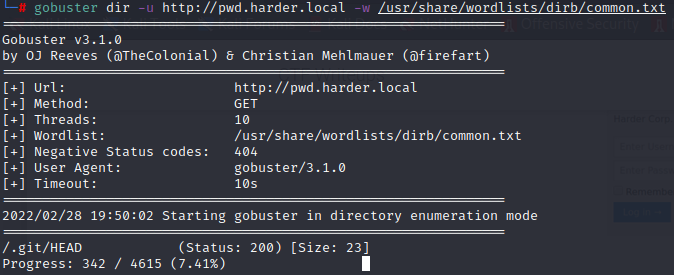 └─# gobuster dir -u http://pwd.harder.local -w /usr/share/wordlists/dirb/common.txt
===============================================================
Gobuster v3.1.0
by OJ Reeves (@TheColonial) & Christian Mehlmauer (@firefart)
===============================================================
[+] Url:                     http://pwd.harder.local
[+] Method:                  GET
[+] Threads:                 10
[+] Wordlist:                /usr/share/wordlists/dirb/common.txt
[+] Negative Status codes:   404
[+] User Agent:              gobuster/3.1.0
[+] Timeout:                 10s
===============================================================
2022/02/28 19:50:02 Starting gobuster in directory enumeration mode
===============================================================
/.git/HEAD            (Status: 200) [Size: 23]
Progress: 342 / 4615 (7.41%)